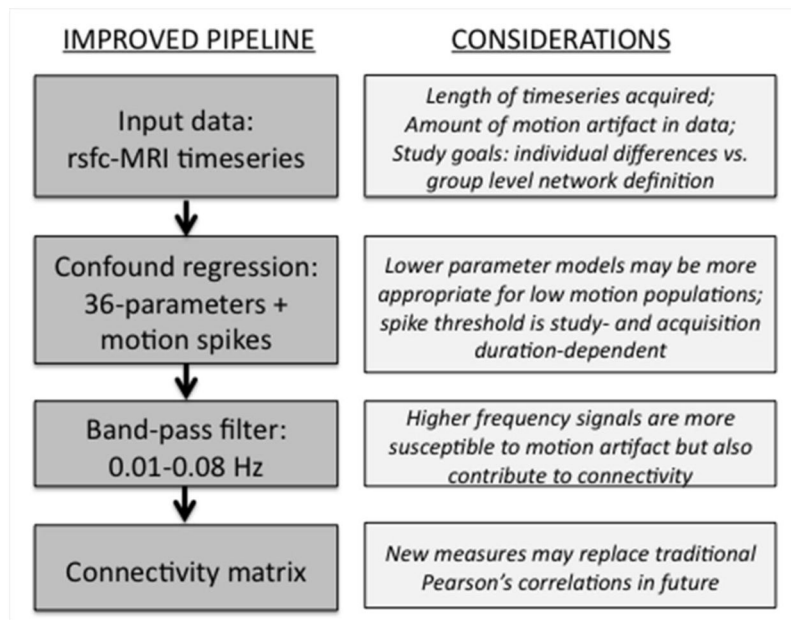 IMPROVED PIPELINE
CONSIDERATIONS
Input data:
rsfc-MRI timeseries
Length of timeseries acquired;
Amount of motion artifact in data;
Study goals: individual differences vs.
group level network definition
Confound regression:
36-parameters +
motion spikes
Lower parameter models may be more
appropriate for low motion populations;
spike threshold is study- and acquisition
duration-dependent
Band-pass filter:
0.01-0.08 Hz
Higher frequency signals are more
susceptible to motion artifact but also
contribute to connectivity
Connectivity matrix
New measures may replace traditional
Pearson's correlations in future